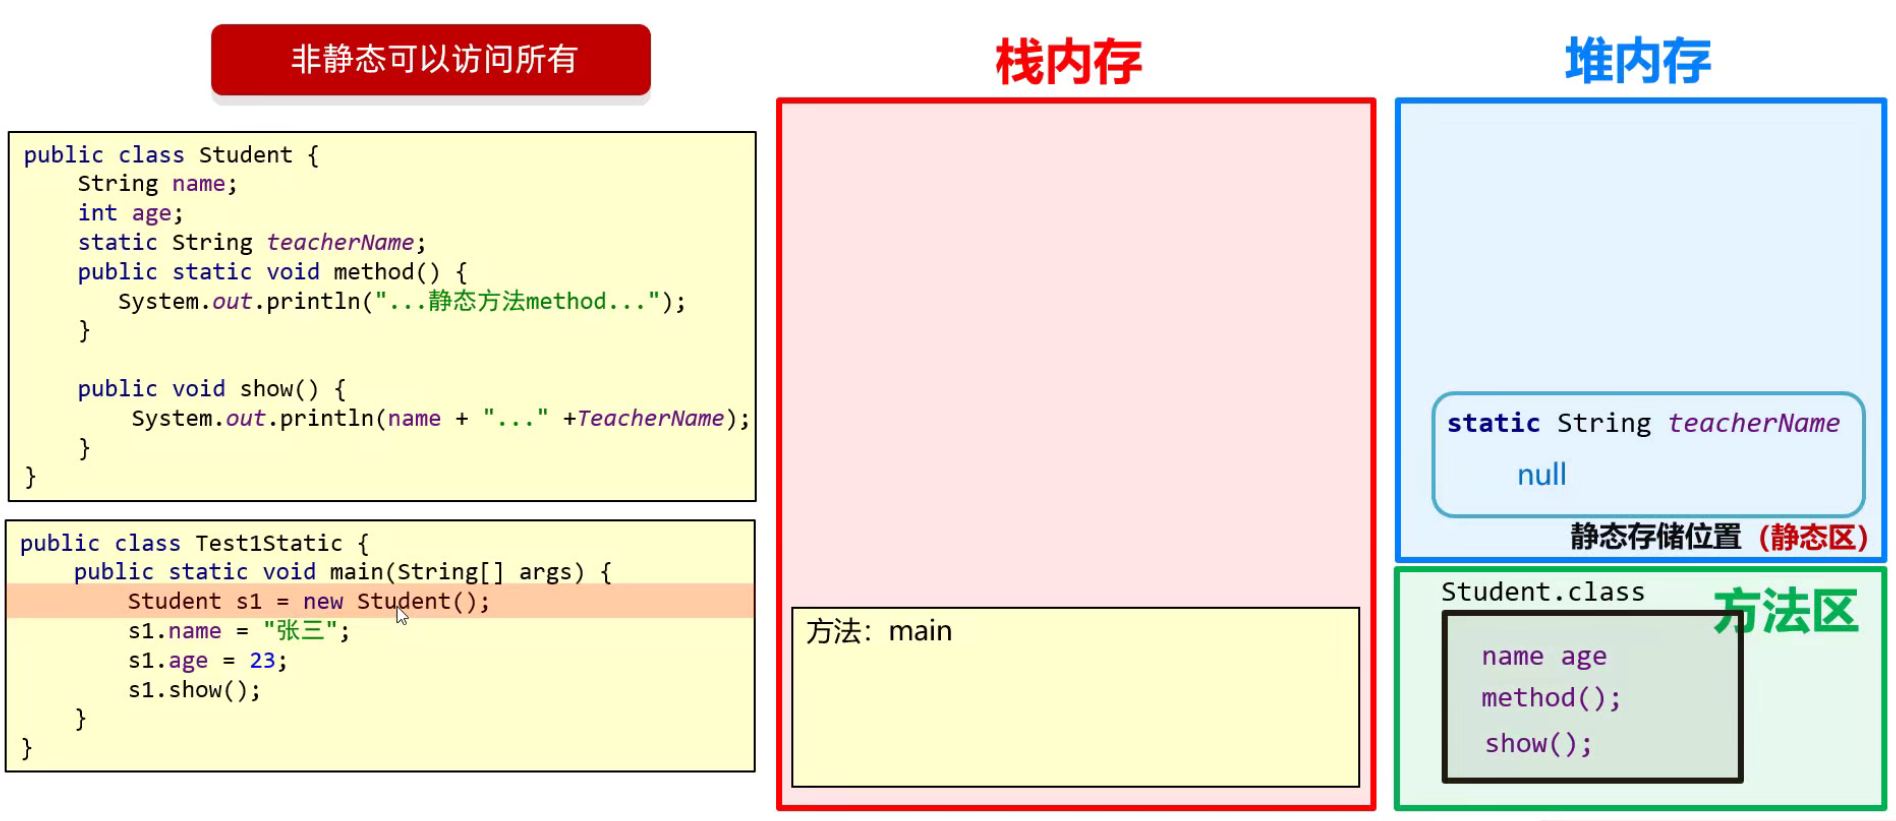 非静态可以访问所有
public class Student {
String name;
int age;
static String teacherName;
public static void method() {
System.out.println("...静态方法method...");
}
public void show() {
System.out.println(name + "..." +TeacherName);
}
}
public class Test1Static {
public static void main(String[] args) {
Student s1 = new Student();
s1.name = "张三";
s1.age = 23;
s1.show();
}
}
栈内存
方法：main
堆内存
static String teacherName
null
静态存储位置（静态区）
Student.class
方法区
name age
method();
show();